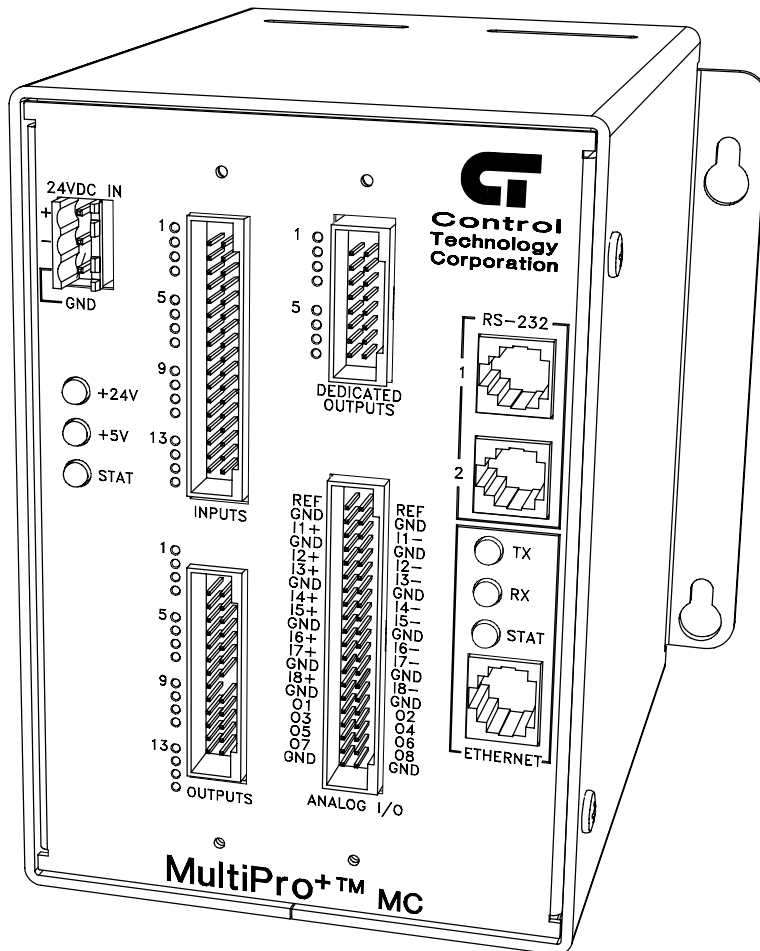 24VDC IN
+
−
GND
+24V
+5V
STAT
1
5
9
13
INPUTS
1
5
DEDICATED
OUTPUTS
CT
Control
Technology
Corporation
RS-232
1
2
TX
RX
STAT
ETHERNET
1
5
9
13
OUTPUTS
REF REF
GND GND
I1+ I1−
GND GND
I2+ I2−
I3+ I3−
GND GND
I4+ I4−
I5+ I5−
GND GND
I6+ I6−
I7+ I7−
GND GND
I8+ I8−
GND GND
O1 O2
O3 O4
O5 O6
O7 O8
GND GND
ANALOG I/O
MultiPro+™ MC